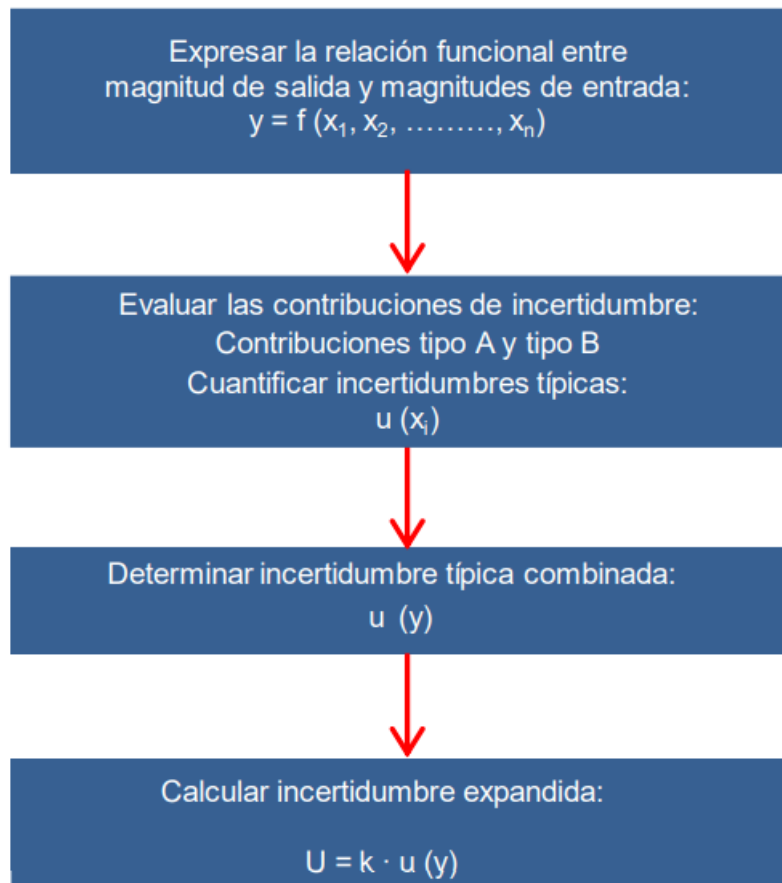 Expresar la relación funcional entre
magnitud de salida y magnitudes de entrada:
y = f (x₁, x₂, ........., xₙ)
Evaluar las contribuciones de incertidumbre:
Contribuciones tipo A y tipo B
Cuantificar incertidumbres típicas:
u (xᵢ)
Determinar incertidumbre típica combinada:
u (y)
Calcular incertidumbre expandida:
U = k · u (y)